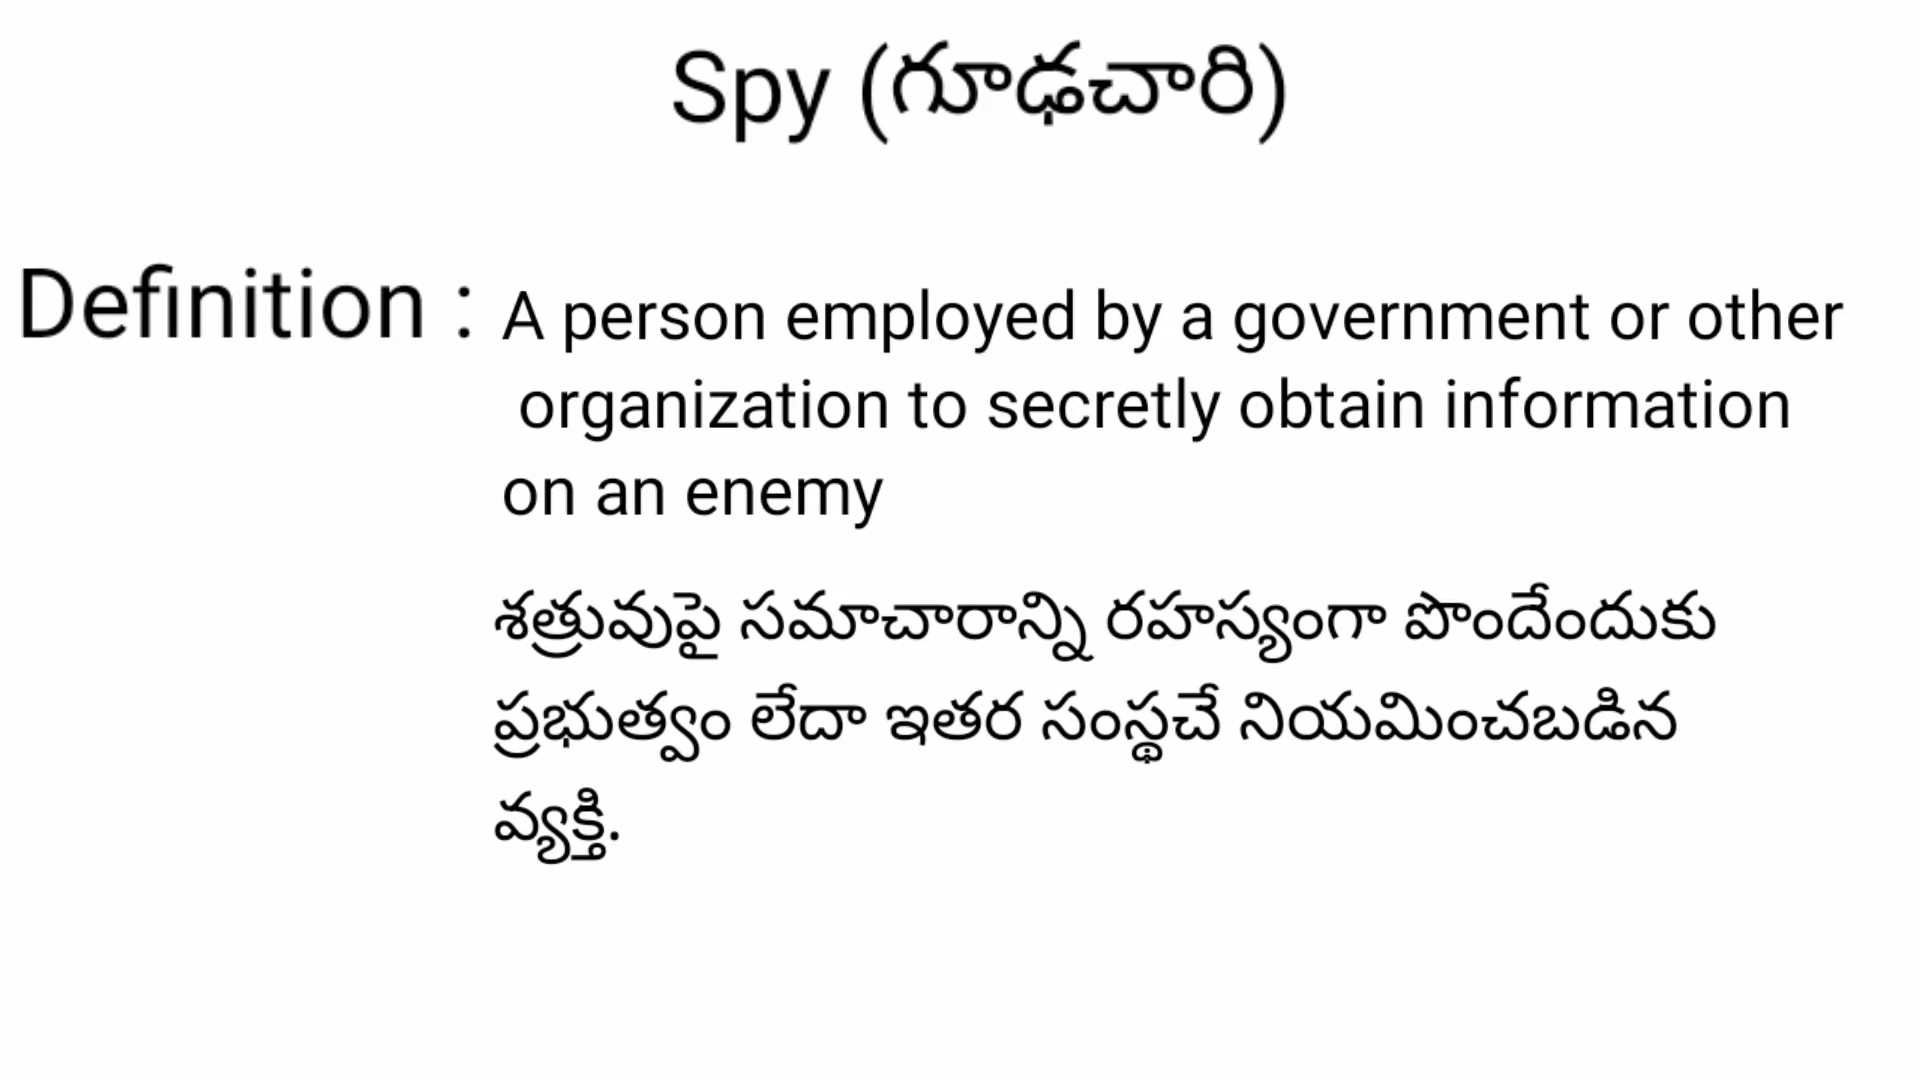 Spy (గూఢచారి)
Definition : A person employed by a government or other
organization to secretly obtain information
on an enemy
శత్రువుపై సమాచారాన్ని రహస్యంగా పొందేందుకు
ప్రభుత్వం లేదా ఇతర సంస్థచే నియమించబడిన
వ్యక్తి.